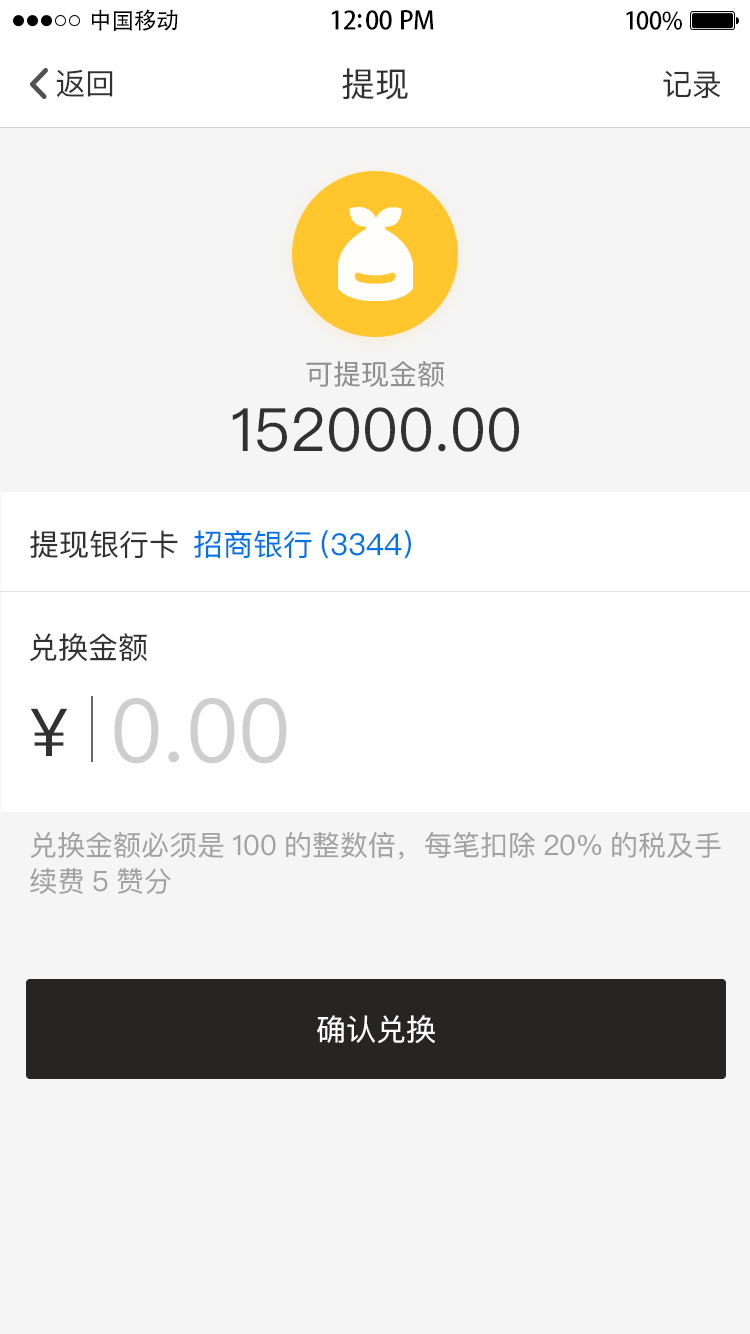 中国移动 12:00 PM 100%
返回 提现 记录
可提现金额
152000.00
提现银行卡 招商银行 (3344)
兑换金额
¥ 0.00
兑换金额必须是 100 的整数倍，每笔扣除 20% 的税及手
续费 5 赞分
确认兑换